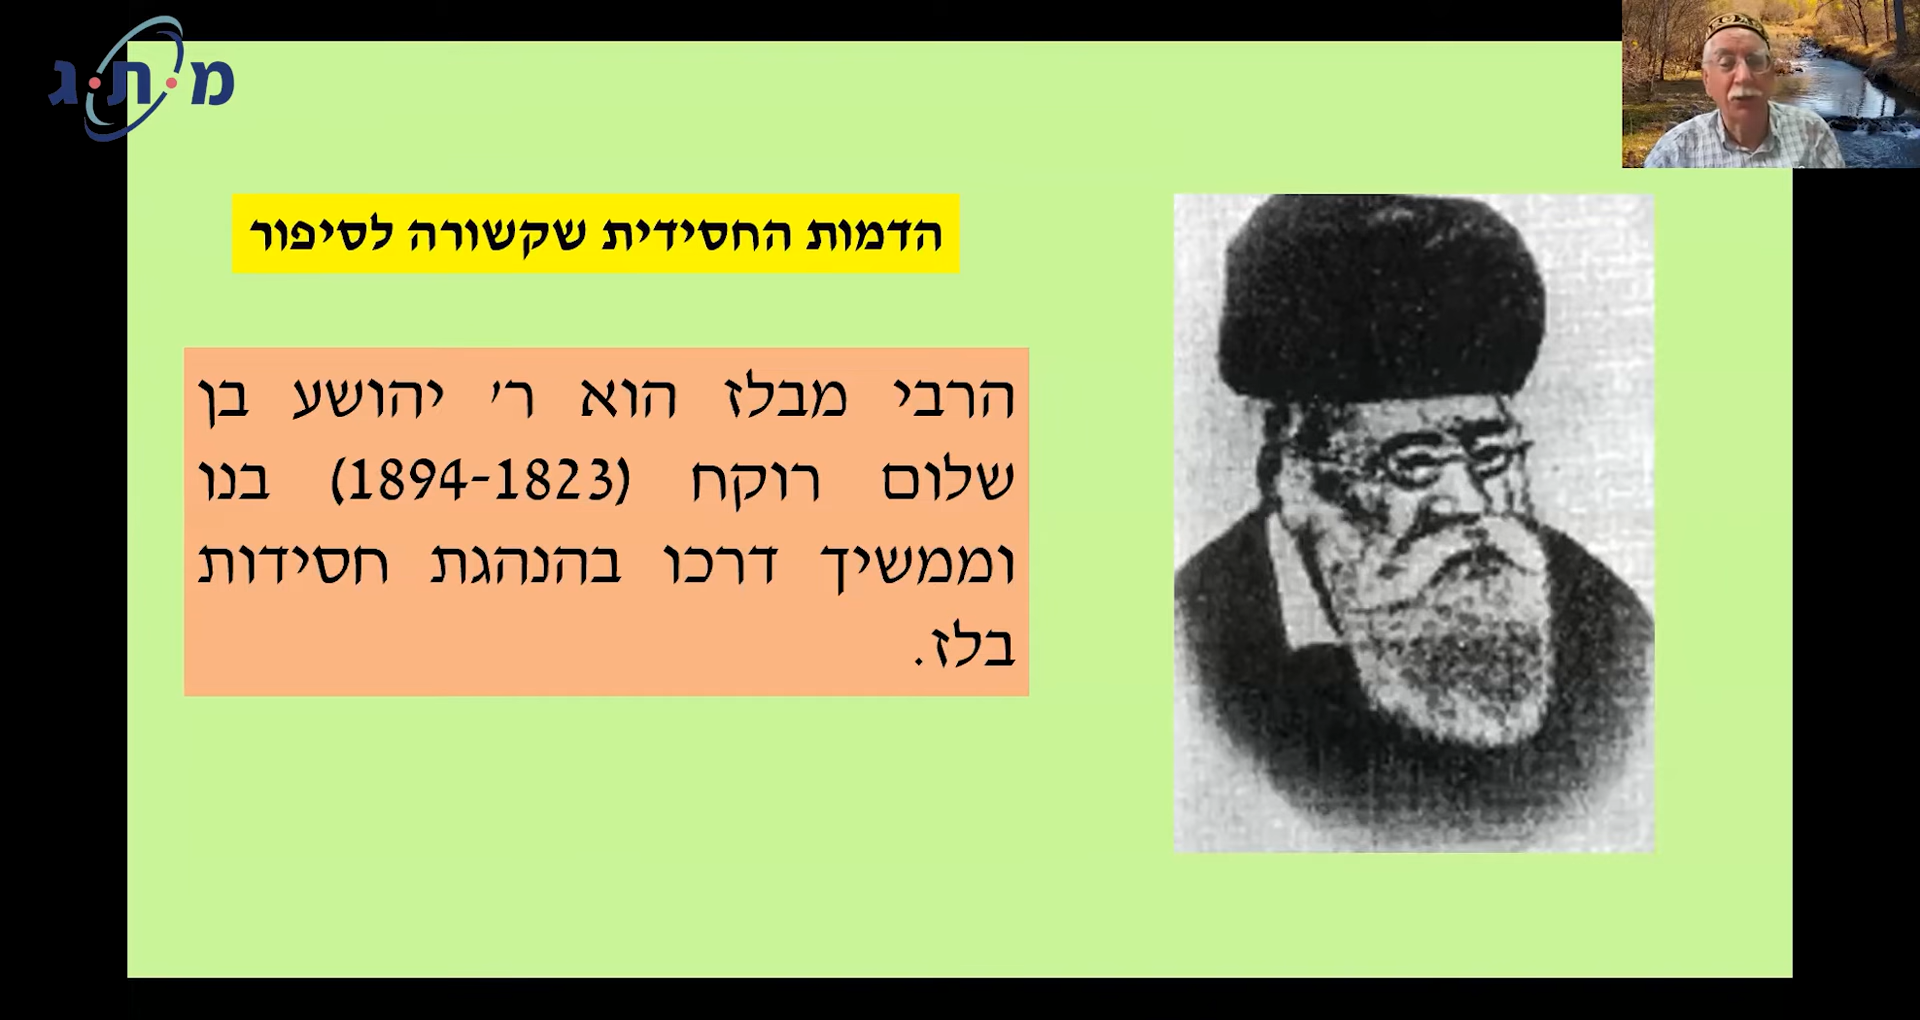 מ.ת.ג
הדמות החסידית שקשורה לסיפור
הרבי מבלז הוא ר' יהושע בן
שלום רוקח (1894-1823) בנו
וממשיך דרכו בהנהגת חסידות
בלז.